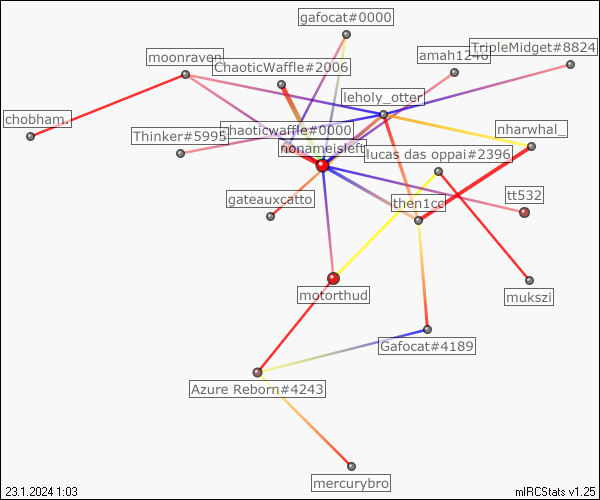 gafocat#0000
moonraven
ChaoticWaffle#2006
amah1246
TripleMidget#8824
leholy_otter
chobham.
Thinker#5995
chaoticwaffle#0000
nharwhal_
nonameisleft
lucas das oppai#2396
gateauxcatto
then1cc
tt532
motorthud
mukszi
Gafocat#4189
Azure Reborn#4243
mercurybro
23.1.2024 1:03
mIRCStats v1.25